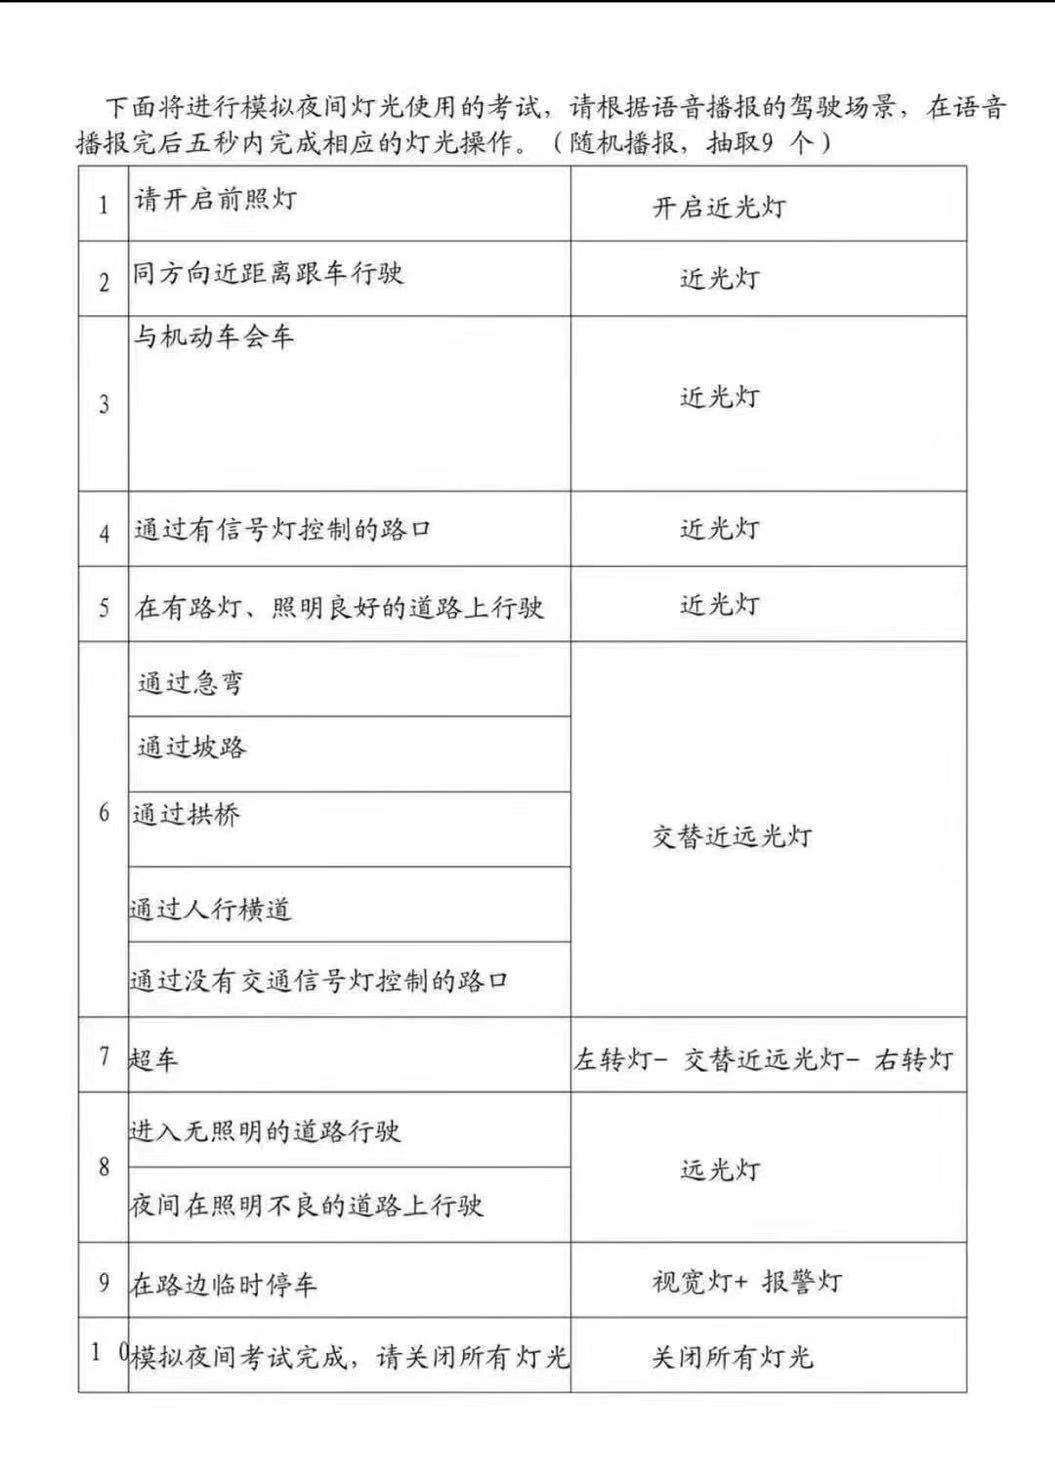 下面将进行模拟夜间灯光使用的考试，请根据语音播报的驾驶场景，在语音
播报完后五秒内完成相应的灯光操作。（随机播报，抽取9 个）
1 请开启前照灯 开启近光灯
2 同方向近距离跟车行驶 近光灯
3 与机动车会车 近光灯
4 通过有信号灯控制的路口 近光灯
5 在有路灯、照明良好的道路上行驶 近光灯
6 通过急弯
通过坡路
通过拱桥
交替近远光灯
通过人行横道
通过没有交通信号灯控制的路口
7 超车 左转灯- 交替近远光灯- 右转灯
8 进入无照明的道路行驶
远光灯
夜间在照明不良的道路上行驶
9 在路边临时停车 视宽灯+ 报警灯
1 0 模拟夜间考试完成，请关闭所有灯光 关闭所有灯光